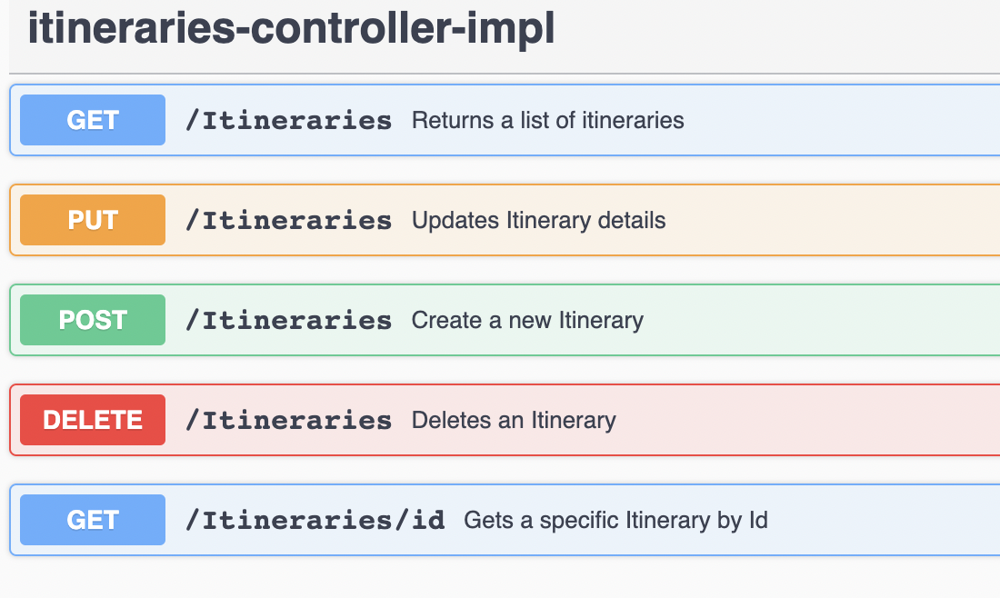 itineraries-controller-impl
GET /Itineraries Returns a list of itineraries
PUT /Itineraries Updates Itinerary details
POST /Itineraries Create a new Itinerary
DELETE /Itineraries Deletes an Itinerary
GET /Itineraries/id Gets a specific Itinerary by Id